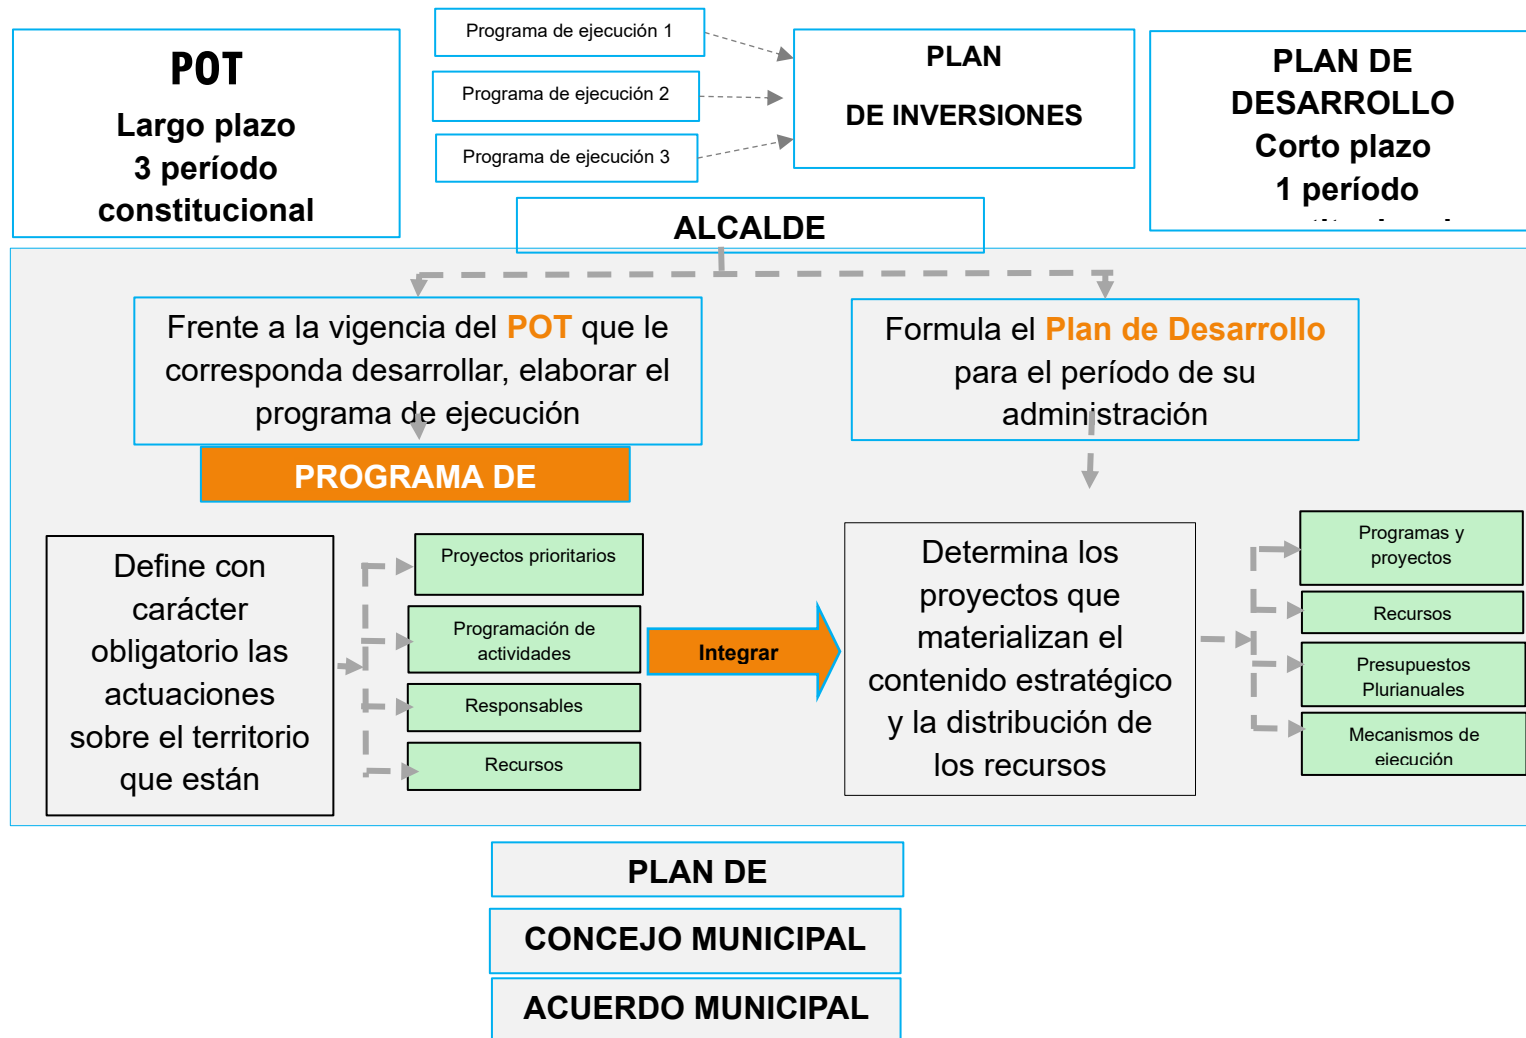 POT
Largo plazo
3 período
constitucional
Programa de ejecución 1
Programa de ejecución 2
Programa de ejecución 3
PLAN
DE INVERSIONES
PLAN DE
DESARROLLO
Corto plazo
1 período
ALCALDE
Frente a la vigencia del POT que le
corresponda desarrollar, elaborar el
programa de ejecución
Formula el Plan de Desarrollo
para el período de su
administración
PROGRAMA DE
Define con
carácter
obligatorio las
actuaciones
sobre el territorio
que están
Proyectos prioritarios
Programación de
actividades
Responsables
Recursos
Integrar
Determina los
proyectos que
materializan el
contenido estratégico
y la distribución de
los recursos
Programas y
proyectos
Recursos
Presupuestos
Plurianuales
Mecanismos de
ejecución
PLAN DE
CONCEJO MUNICIPAL
ACUERDO MUNICIPAL